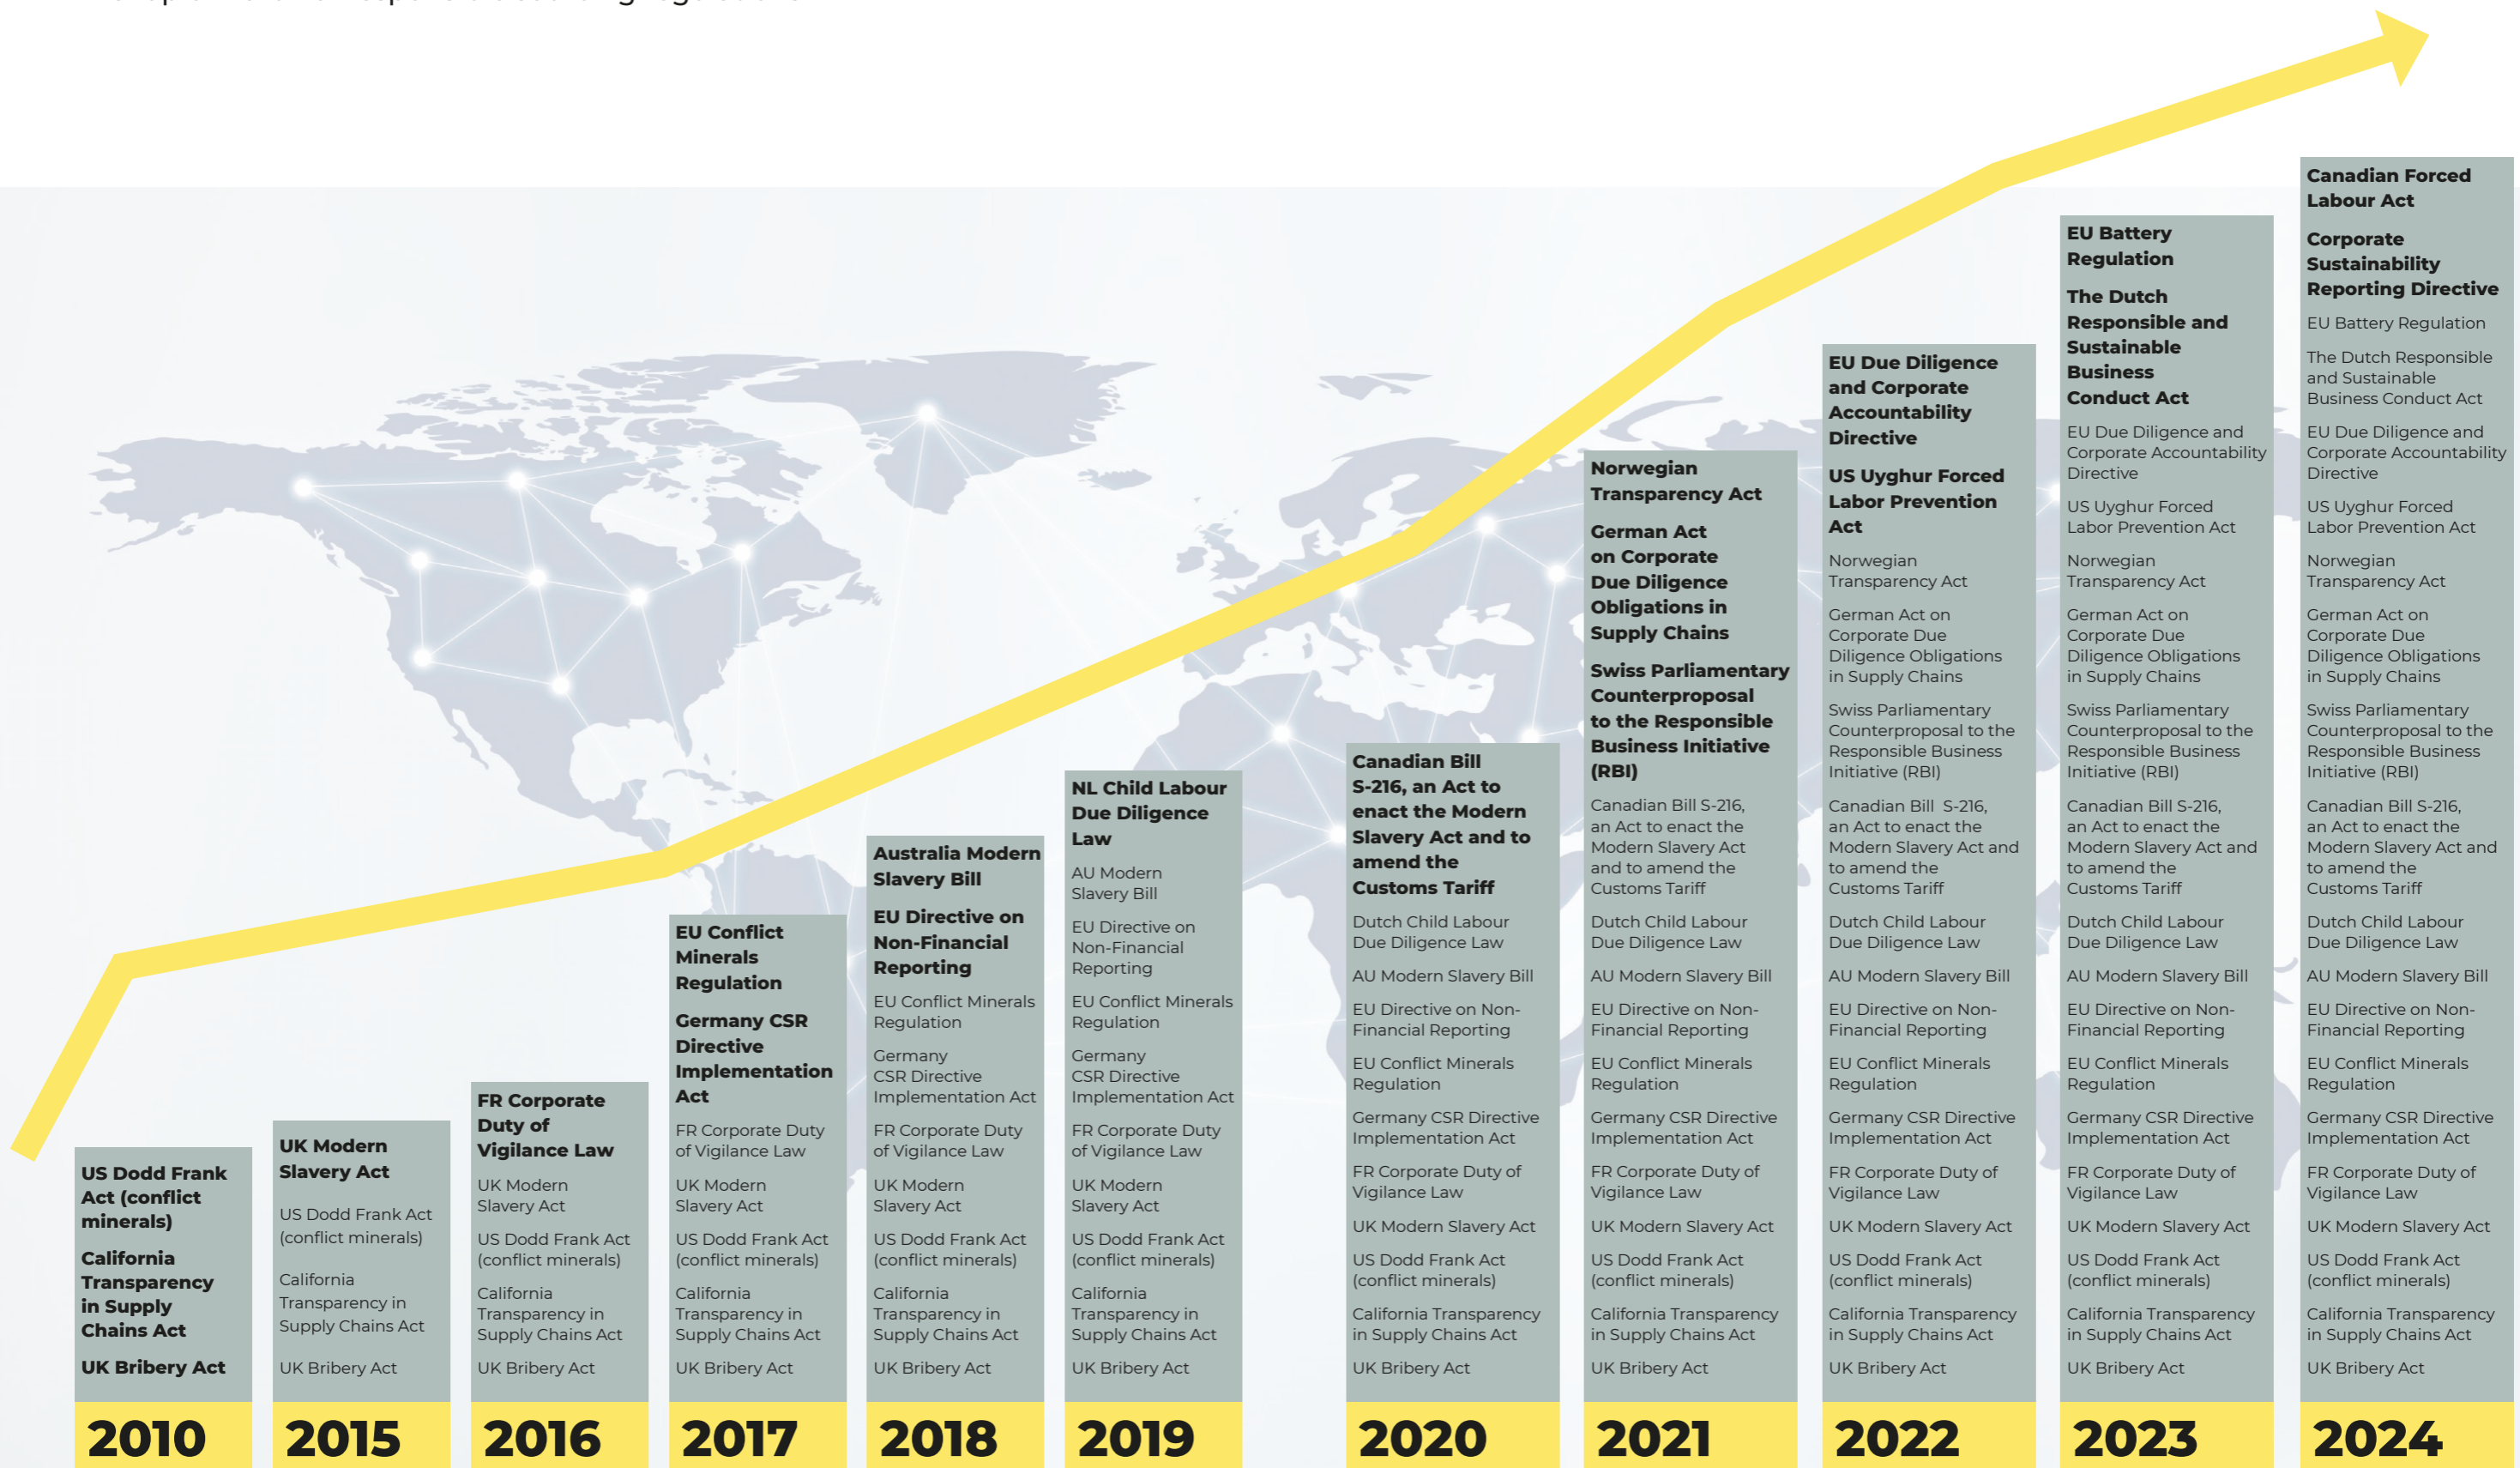 US Dodd Frank
Act (conflict
minerals)
California
Transparency
in Supply
Chains Act
UK Bribery Act
2010
UK Modern
Slavery Act
US Dodd Frank Act
(conflict minerals)
California
Transparency in
Supply Chains Act
UK Bribery Act
2015
FR Corporate
Duty of
Vigilance Law
UK Modern
Slavery Act
US Dodd Frank Act
(conflict minerals)
California
Transparency in
Supply Chains Act
UK Bribery Act
2016
EU Conflict
Minerals
Regulation
Germany CSR
Directive
Implementation
Act
FR Corporate Duty
of Vigilance Law
UK Modern
Slavery Act
US Dodd Frank Act
(conflict minerals)
California
Transparency in
Supply Chains Act
UK Bribery Act
2017
Australia Modern
Slavery Bill
EU Directive on
Non-Financial
Reporting
EU Conflict Minerals
Regulation
Germany
CSR Directive
Implementation Act
FR Corporate Duty
of Vigilance Law
UK Modern
Slavery Act
US Dodd Frank Act
(conflict minerals)
California
Transparency in
Supply Chains Act
UK Bribery Act
2018
NL Child Labour
Due Diligence
Law
AU Modern
Slavery Bill
EU Directive on
Non-Financial
Reporting
EU Conflict Minerals
Regulation
Germany
CSR Directive
Implementation Act
FR Corporate Duty
of Vigilance Law
UK Modern
Slavery Act
US Dodd Frank Act
(conflict minerals)
California
Transparency in
Supply Chains Act
UK Bribery Act
2019
Canadian Bill
S-216, an Act to
enact the Modern
Slavery Act and to
amend the
Customs Tariff
Dutch Child Labour
Due Diligence Law
AU Modern Slavery Bill
EU Directive on Non-
Financial Reporting
EU Conflict Minerals
Regulation
Germany CSR Directive
Implementation Act
FR Corporate Duty of
Vigilance Law
UK Modern Slavery Act
US Dodd Frank Act
(conflict minerals)
California Transparency
in Supply Chains Act
UK Bribery Act
2020
Norwegian
Transparency Act
German Act
on Corporate
Due Diligence
Obligations in
Supply Chains
Swiss Parliamentary
Counterproposal
to the Responsible
Business Initiative
(RBI)
Canadian Bill S-216,
an Act to enact the
Modern Slavery Act
and to amend the
Customs Tariff
Dutch Child Labour
Due Diligence Law
AU Modern Slavery Bill
EU Directive on Non-
Financial Reporting
EU Conflict Minerals
Regulation
Germany CSR Directive
Implementation Act
FR Corporate Duty of
Vigilance Law
UK Modern Slavery Act
US Dodd Frank Act
(conflict minerals)
California Transparency
in Supply Chains Act
UK Bribery Act
2021
EU Due Diligence
and Corporate
Accountability
Directive
US Uyghur Forced
Labor Prevention
Act
Norwegian
Transparency Act
German Act on
Corporate Due
Diligence Obligations
in Supply Chains
Swiss Parliamentary
Counterproposal to the
Responsible Business
Initiative (RBI)
Canadian Bill S-216,
an Act to enact the
Modern Slavery Act and
to amend the
Customs Tariff
Dutch Child Labour
Due Diligence Law
AU Modern Slavery Bill
EU Directive on Non-
Financial Reporting
EU Conflict Minerals
Regulation
Germany CSR Directive
Implementation Act
FR Corporate Duty of
Vigilance Law
UK Modern Slavery Act
US Dodd Frank Act
(conflict minerals)
California Transparency
in Supply Chains Act
UK Bribery Act
2022
EU Battery
Regulation
The Dutch
Responsible and
Sustainable
Business
Conduct Act
EU Due Diligence and
Corporate Accountability
Directive
US Uyghur Forced
Labor Prevention Act
Norwegian
Transparency Act
German Act on
Corporate Due
Diligence Obligations
in Supply Chains
Swiss Parliamentary
Counterproposal to the
Responsible Business
Initiative (RBI)
Canadian Bill S-216,
an Act to enact the
Modern Slavery Act and
to amend the
Customs Tariff
Dutch Child Labour
Due Diligence Law
AU Modern Slavery Bill
EU Directive on Non-
Financial Reporting
EU Conflict Minerals
Regulation
Germany CSR Directive
Implementation Act
FR Corporate Duty of
Vigilance Law
UK Modern Slavery Act
US Dodd Frank Act
(conflict minerals)
California Transparency
in Supply Chains Act
UK Bribery Act
2023
Canadian Forced
Labour Act
Corporate
Sustainability
Reporting Directive
EU Battery Regulation
The Dutch Responsible
and Sustainable
Business Conduct Act
EU Due Diligence and
Corporate Accountability
Directive
US Uyghur Forced
Labor Prevention Act
Norwegian
Transparency Act
German Act on
Corporate Due
Diligence Obligations
in Supply Chains
Swiss Parliamentary
Counterproposal to the
Responsible Business
Initiative (RBI)
Canadian Bill S-216,
an Act to enact the
Modern Slavery Act and
to amend the
Customs Tariff
Dutch Child Labour
Due Diligence Law
AU Modern Slavery Bill
EU Directive on Non-
Financial Reporting
EU Conflict Minerals
Regulation
Germany CSR Directive
Implementation Act
FR Corporate Duty of
Vigilance Law
UK Modern Slavery Act
US Dodd Frank Act
(conflict minerals)
California Transparency
in Supply Chains Act
UK Bribery Act
2024